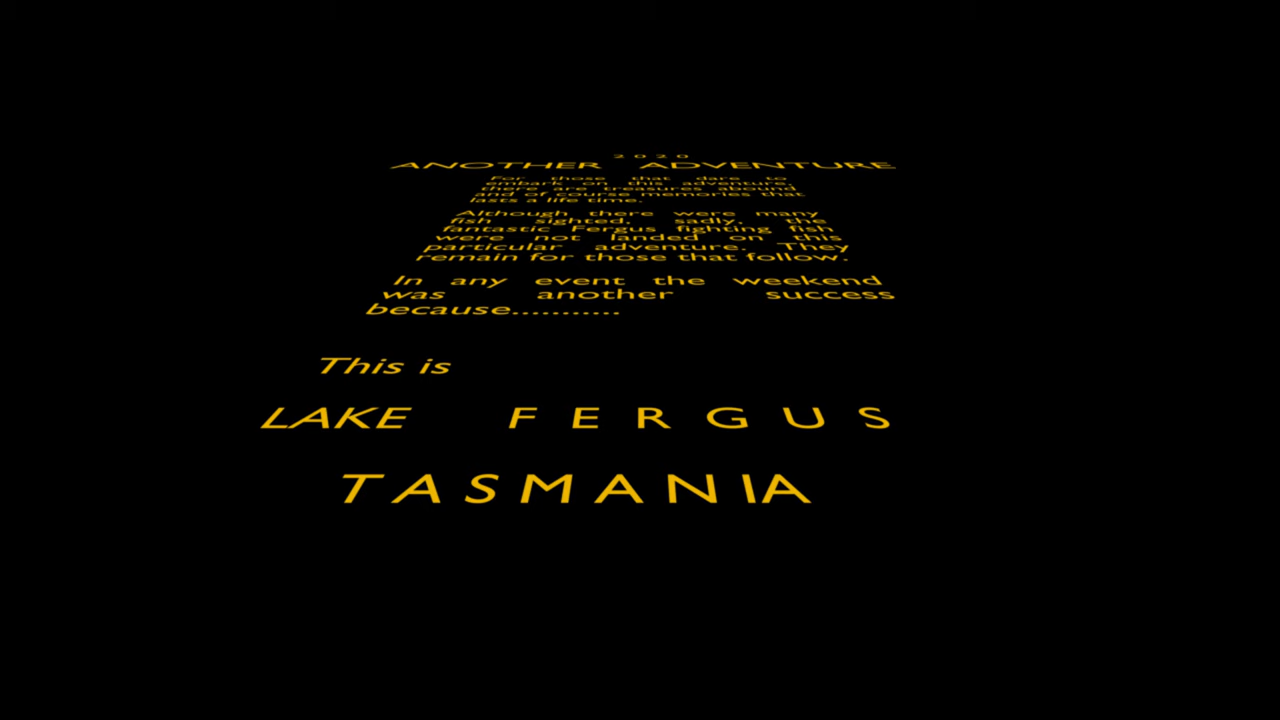 2020
ANOTHER ADVENTURE
For those that dare to
embark on this adventure,
there are treasures abound
and of course memories that
lasts a life time.
Although there were many
fish sighted, sadly, the
fantastic Fergus fighting fish
were not landed on this
particular adventure. They
remain for those that follow.
In any event the weekend
was another success
because...........
This is
LAKE FERGUS
TASMANIA